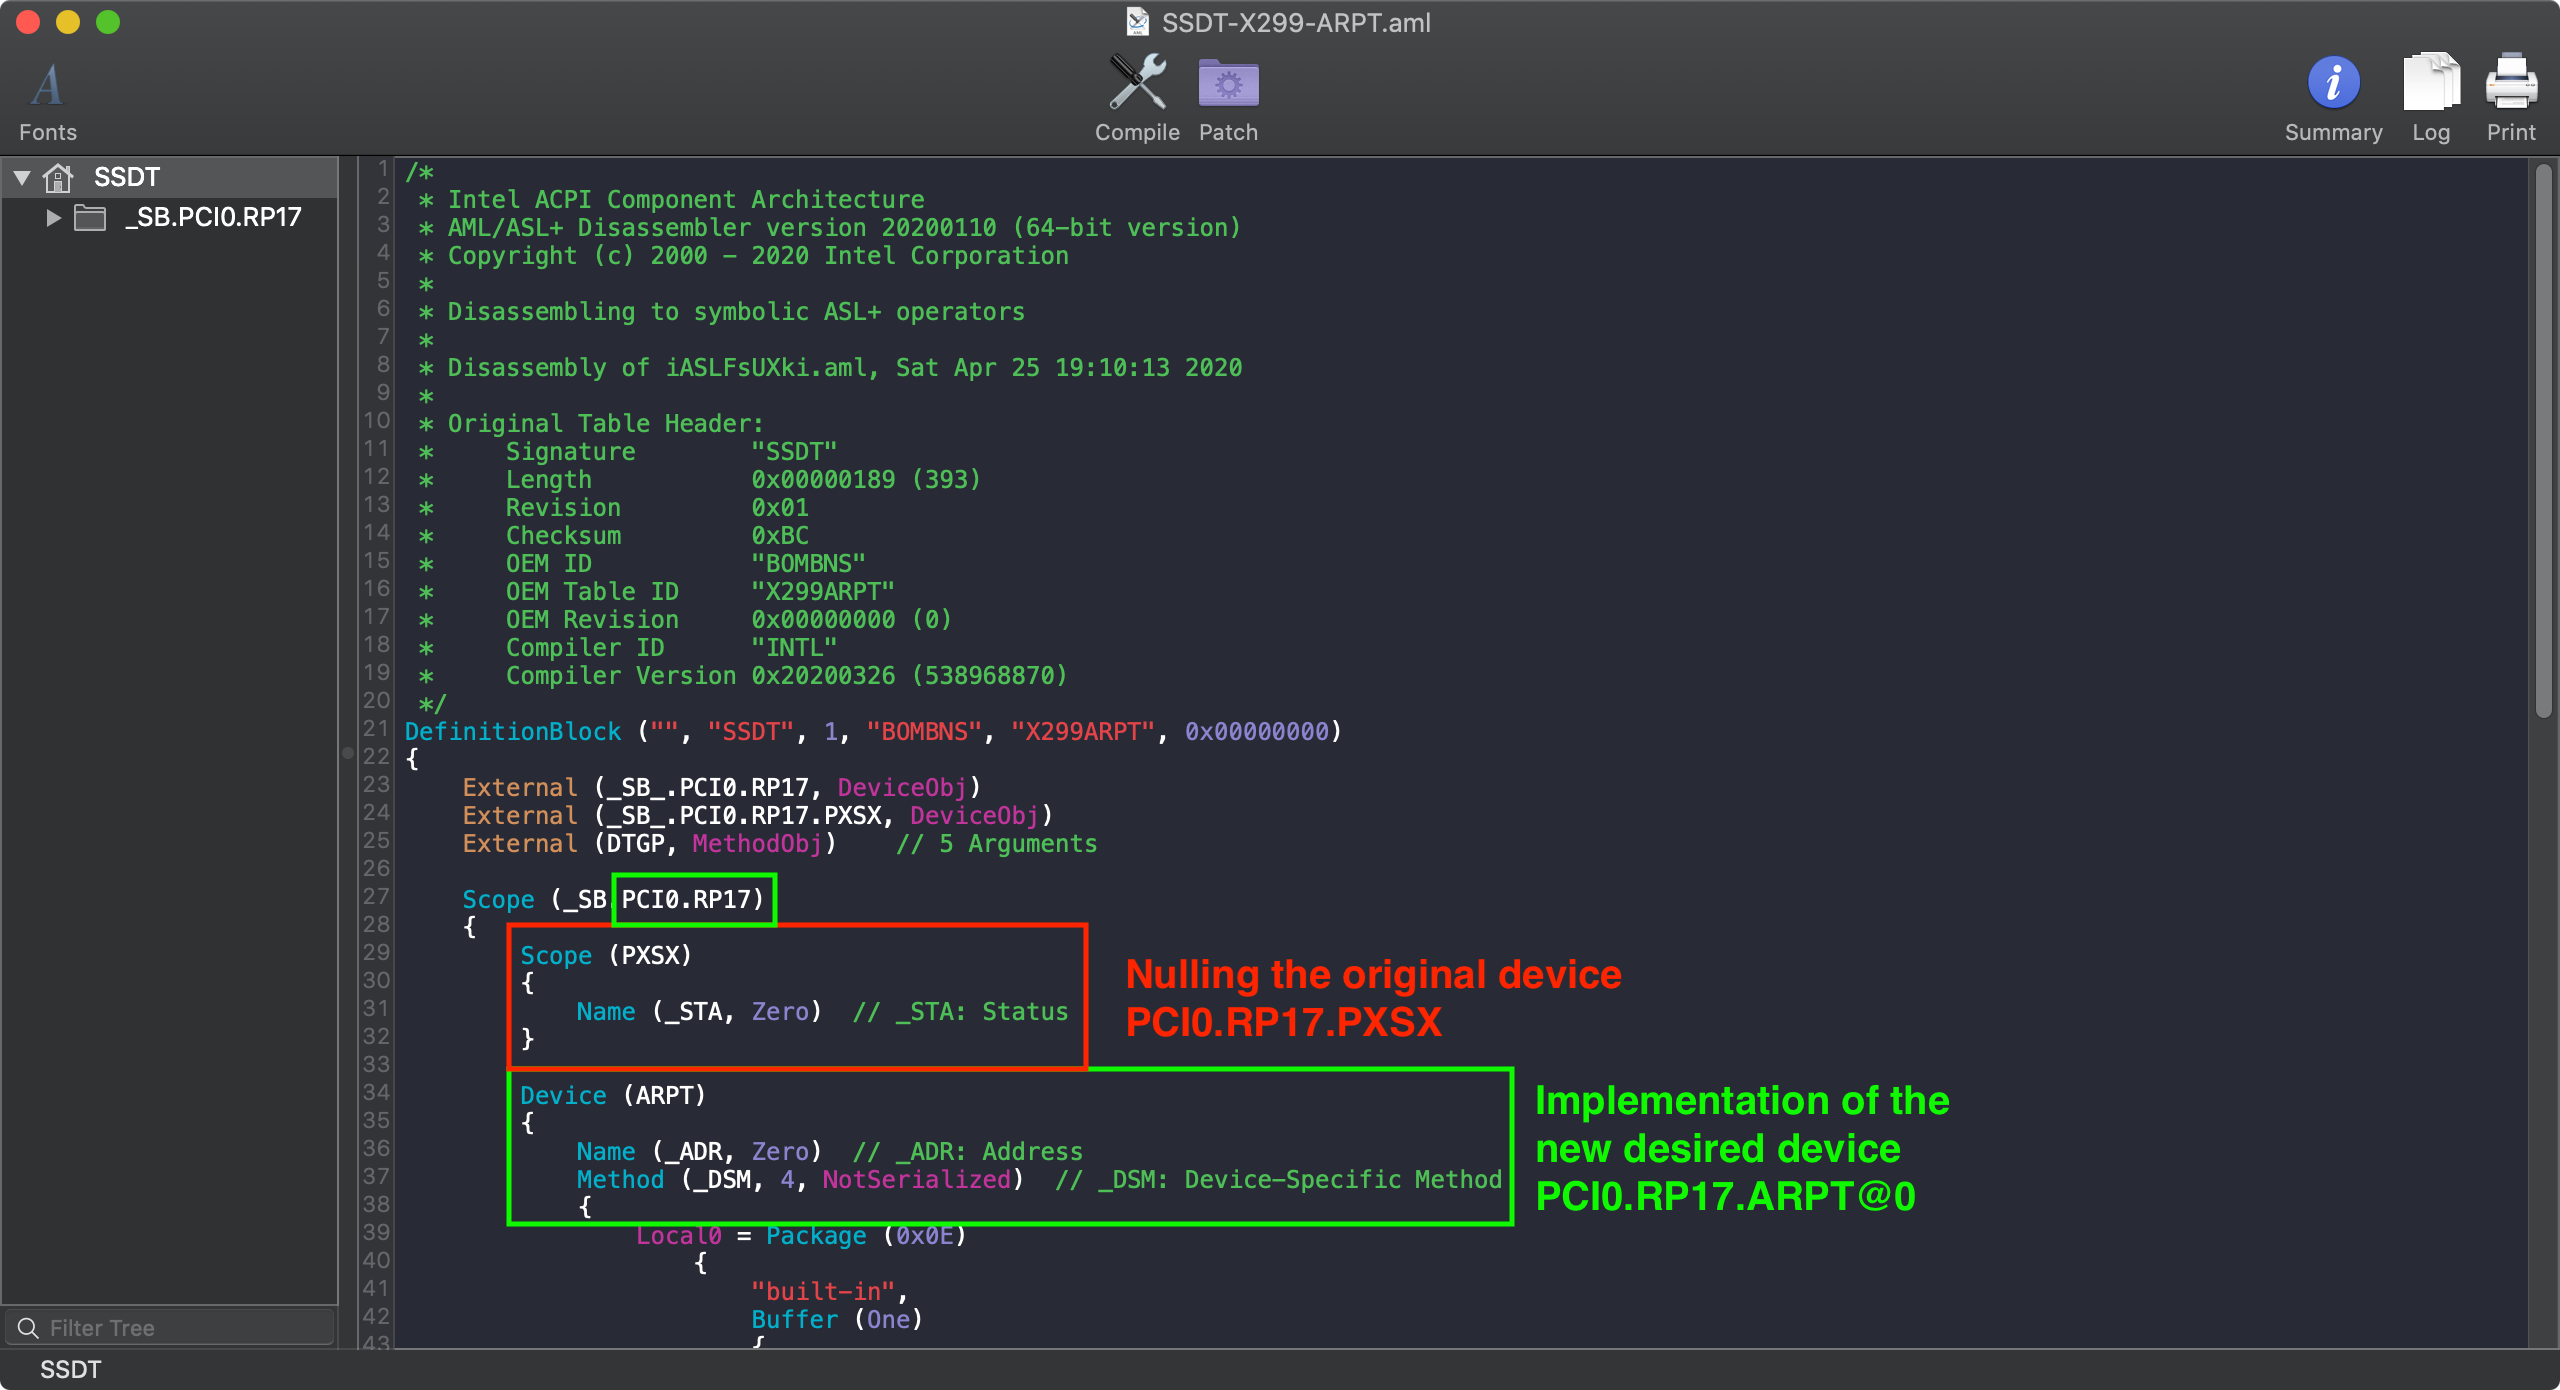 SSDT-X299-ARPT.aml
Fonts
Compile
Patch
Summary
Log
Print
SSDT
_SB.PCI0.RP17
1 /*
2  * Intel ACPI Component Architecture
3  * AML/ASL+ Disassembler version 20200110 (64-bit version)
4  * Copyright (c) 2000 - 2020 Intel Corporation
5  *
6  * Disassembling to symbolic ASL+ operators
7  *
8  * Disassembly of iASLFsUXki.aml, Sat Apr 25 19:10:13 2020
9  *
10  * Original Table Header:
11  *     Signature        "SSDT"
12  *     Length           0x00000189 (393)
13  *     Revision         0x01
14  *     Checksum         0xBC
15  *     OEM ID           "BOMBNS"
16  *     OEM Table ID     "X299ARPT"
17  *     OEM Revision     0x00000000 (0)
18  *     Compiler ID      "INTL"
19  *     Compiler Version 0x20200326 (538968870)
20  */
21 DefinitionBlock ("", "SSDT", 1, "BOMBNS", "X299ARPT", 0x00000000)
22 {
23     External (_SB_.PCI0.RP17, DeviceObj)
24     External (_SB_.PCI0.RP17.PXSX, DeviceObj)
25     External (DTGP, MethodObj)    // 5 Arguments
26
27     Scope (_SB.PCI0.RP17)
28     {
29         Scope (PXSX)
30         {
31             Name (_STA, Zero)  // _STA: Status
32         }
33
Nulling the original device
PCI0.RP17.PXSX
34         Device (ARPT)
35         {
36             Name (_ADR, Zero)  // _ADR: Address
37             Method (_DSM, 4, NotSerialized)  // _DSM: Device-Specific Method
38             {
Implementation of the
new desired device
PCI0.RP17.ARPT@0
39                 Local0 = Package (0x0E)
40                     {
41                         "built-in",
42                         Buffer (One)
43                         {
Filter Tree
SSDT